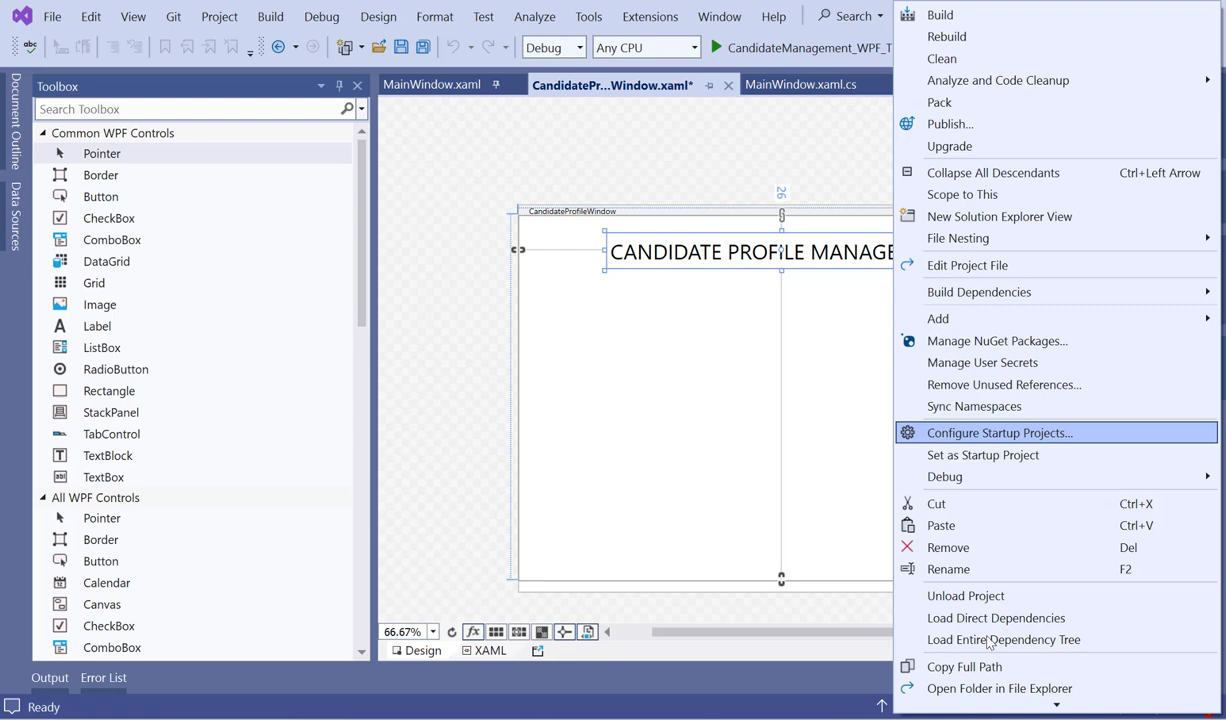 File Edit View Git Project Build Debug Design Format Test Analyze Tools Extensions Window Help Search
abc Debug Any CPU CandidateManagement_WPF_T
Document Outline
Data Sources
Toolbox
Search Toolbox
Common WPF Controls
Pointer
Border
Button
CheckBox
ComboBox
DataGrid
Grid
Image
Label
ListBox
RadioButton
Rectangle
StackPanel
TabControl
TextBlock
TextBox
All WPF Controls
Pointer
Border
Button
Calendar
Canvas
CheckBox
ComboBox
MainWindow.xaml CandidatePr...Window.xaml* MainWindow.xaml.cs
26
CandidateProfileWindow
CANDIDATE PROFILE MANAGE
66.67% fx
Design XAML
Build
Rebuild
Clean
Analyze and Code Cleanup
Pack
Publish...
Upgrade
Collapse All Descendants Ctrl+Left Arrow
Scope to This
New Solution Explorer View
File Nesting
Edit Project File
Build Dependencies
Add
Manage NuGet Packages...
Manage User Secrets
Remove Unused References...
Sync Namespaces
Configure Startup Projects...
Set as Startup Project
Debug
Cut Ctrl+X
Paste Ctrl+V
Remove Del
Rename F2
Unload Project
Load Direct Dependencies
Load Entire Dependency Tree
Copy Full Path
Open Folder in File Explorer
Output Error List
Ready